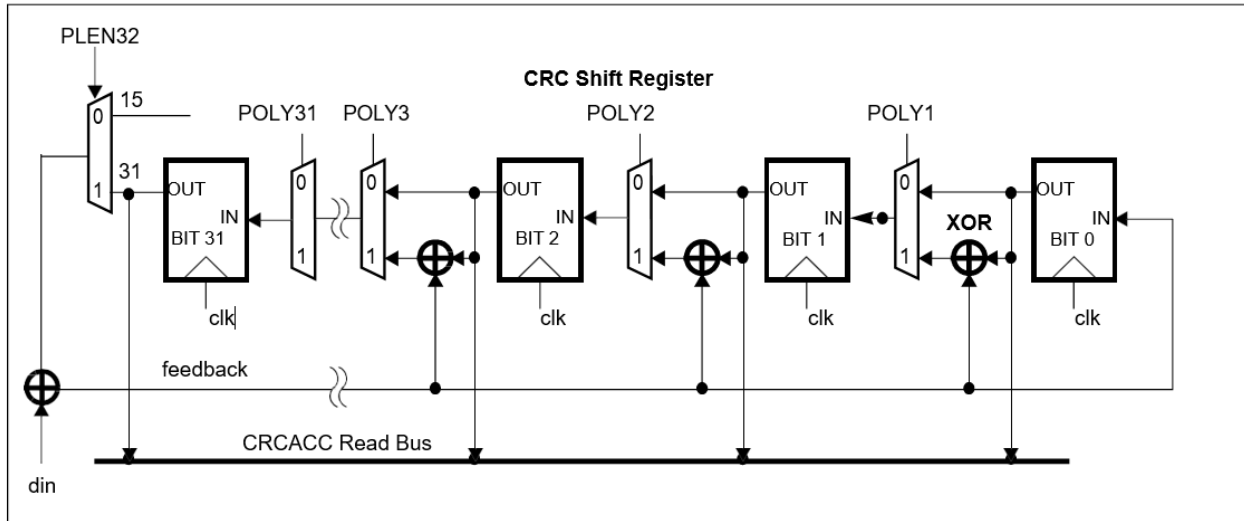 PLEN32
CRC Shift Register
0
15
POLY31
POLY3
POLY2
POLY1
31
1
OUT
IN
BIT 31
clk
0
1
0
1
OUT
IN
BIT 2
clk
0
1
OUT
IN
BIT 1
clk
0
1
XOR
OUT
IN
BIT 0
clk
feedback
CRCACC Read Bus
din